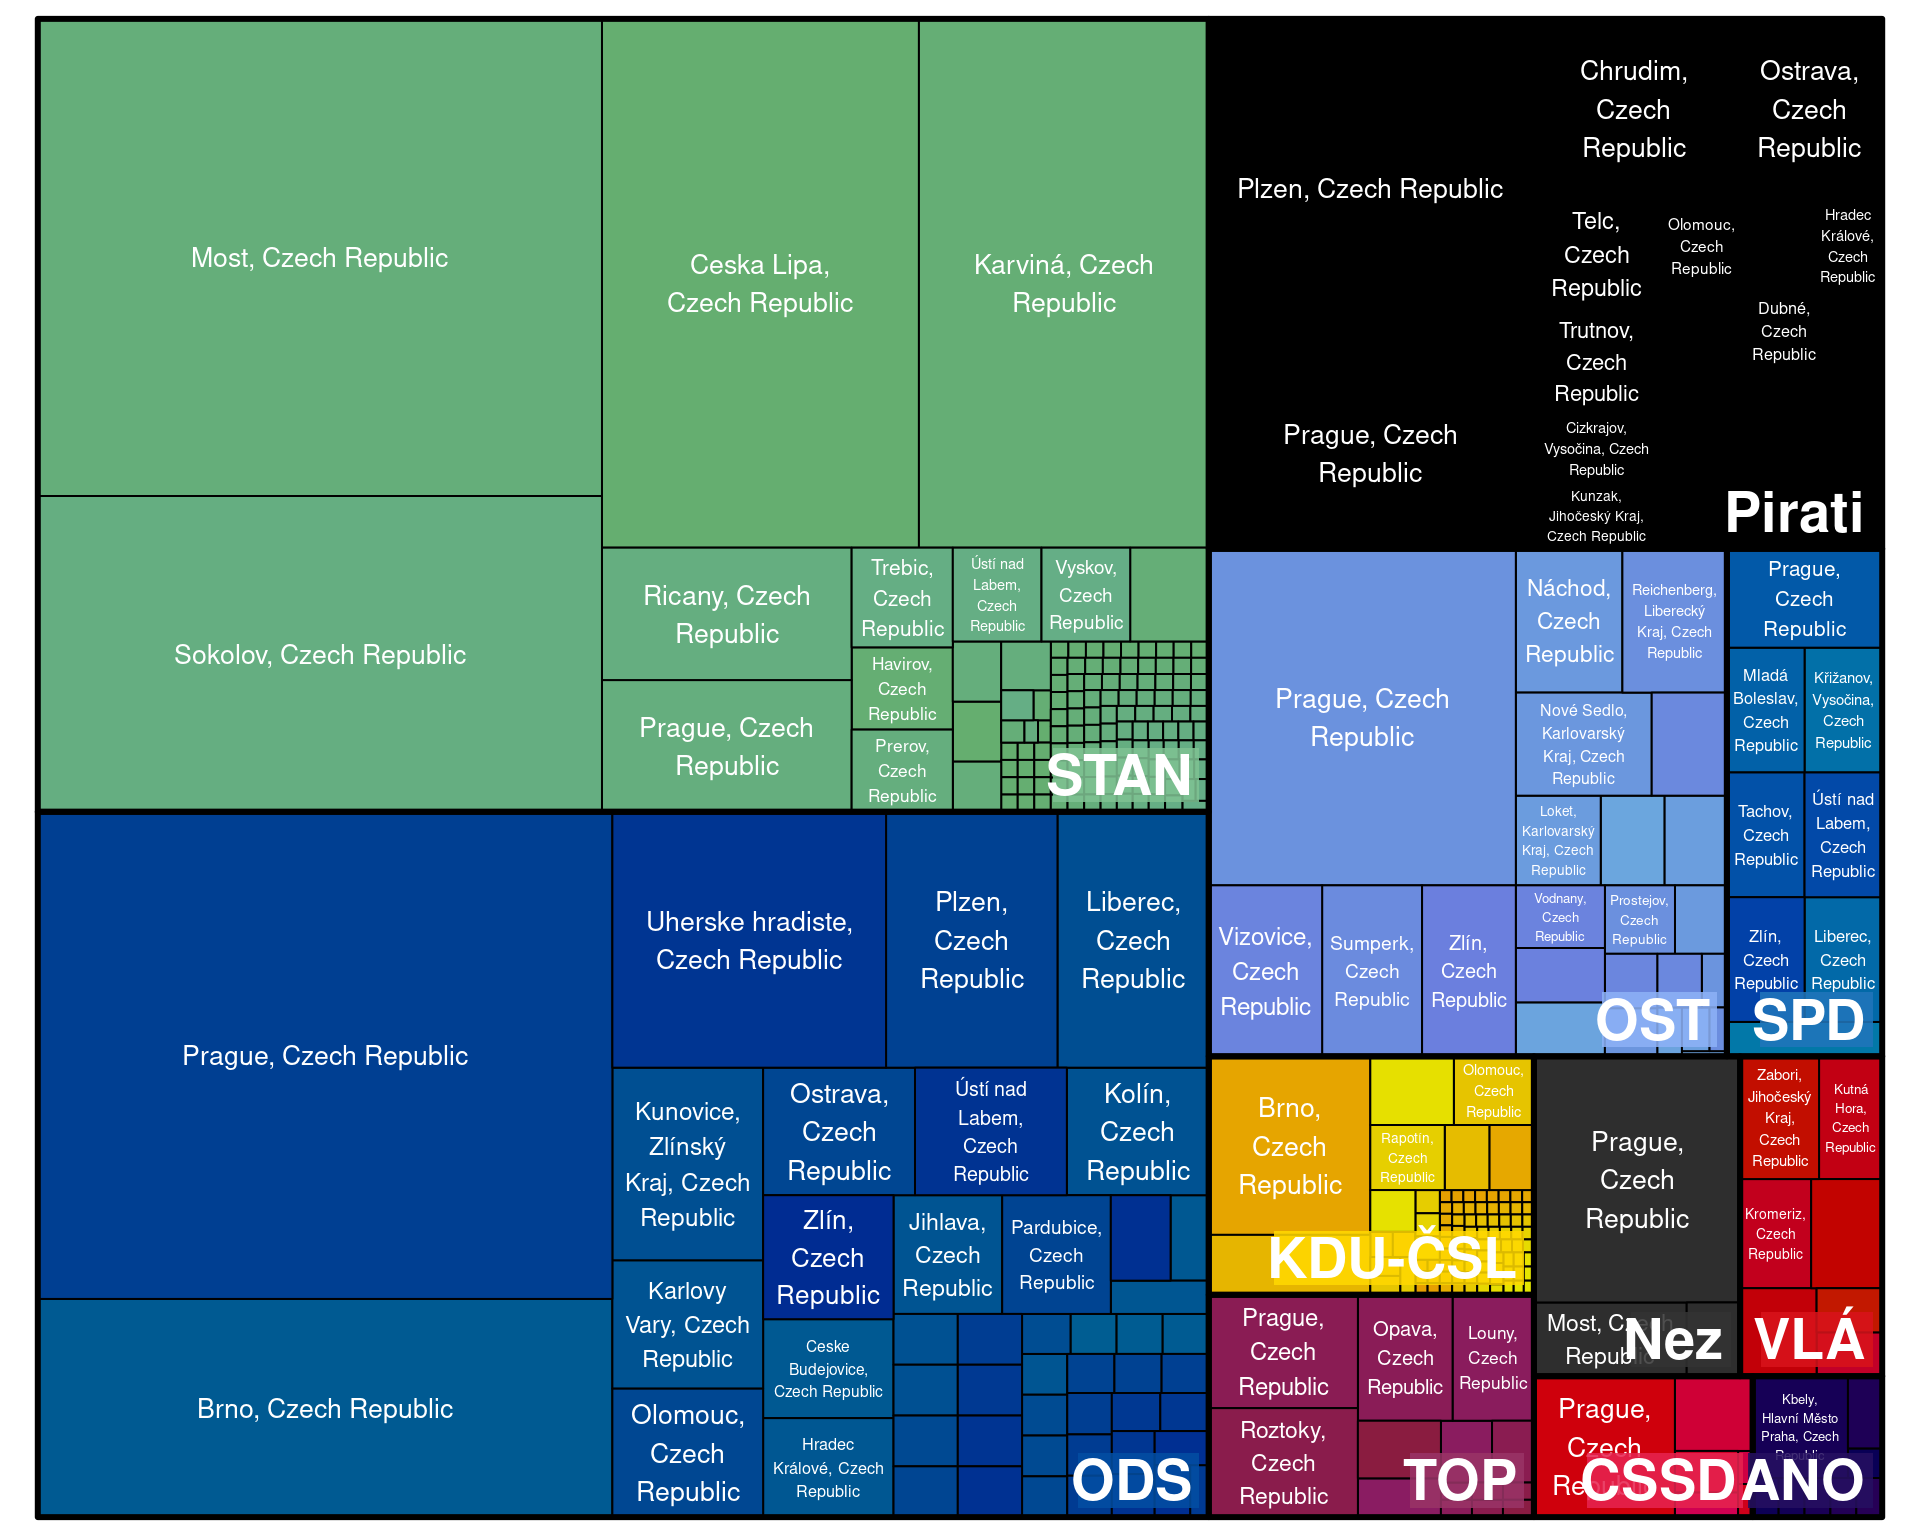 Most, Czech Republic
Sokolov, Czech Republic
Ceska Lipa,
Czech Republic
Karviná, Czech
Republic
Ricany, Czech
Republic
Prague, Czech
Republic
Trebic,
Czech
Republic
Havirov,
Czech
Republic
Prerov,
Czech
Republic
Ústí nad
Labem,
Czech
Republic
Vyskov,
Czech
Republic
STAN
Prague, Czech Republic
Brno, Czech Republic
Uherske hradiste,
Czech Republic
Plzen,
Czech
Republic
Liberec,
Czech
Republic
Kunovice,
Zlínský
Kraj, Czech
Republic
Karlovy
Vary, Czech
Republic
Olomouc,
Czech
Republic
Ostrava,
Czech
Republic
Ústí nad
Labem,
Czech
Republic
Kolín,
Czech
Republic
Zlín,
Czech
Republic
Ceske
Budejovice,
Czech Republic
Hradec
Králové, Czech
Republic
Jihlava,
Czech
Republic
Pardubice,
Czech
Republic
ODS
Plzen, Czech Republic
Prague, Czech
Republic
Chrudim,
Czech
Republic
Ostrava,
Czech
Republic
Telc,
Czech
Republic
Olomouc,
Czech
Republic
Hradec
Králové,
Czech
Republic
Dubné,
Czech
Republic
Trutnov,
Czech
Republic
Cizkrajov,
Vysočina, Czech
Republic
Kunzak,
Jihočeský Kraj,
Czech Republic
Pirati
Prague, Czech
Republic
Náchod,
Czech
Republic
Reichenberg,
Liberecký
Kraj, Czech
Republic
Nové Sedlo,
Karlovarský
Kraj, Czech
Republic
Loket,
Karlovarský
Kraj, Czech
Republic
Vizovice,
Czech
Republic
Sumperk,
Czech
Republic
Zlín,
Czech
Republic
Vodnany,
Czech
Republic
Prostejov,
Czech
Republic
OST
Prague,
Czech
Republic
Mladá
Boleslav,
Czech
Republic
Křižanov,
Vysočina,
Czech
Republic
Tachov,
Czech
Republic
Ústí nad
Labem,
Czech
Republic
Zlín,
Czech
Republic
Liberec,
Czech
Republic
SPD
Brno,
Czech
Republic
Olomouc,
Czech
Republic
Rapotín,
Czech
Republic
KDU-ČSL
Prague,
Czech
Republic
Most, Czech
Republic
Nez
Zabori,
Jihočeský
Kraj,
Czech
Republic
Kutná
Hora,
Czech
Republic
Kromeriz,
Czech
Republic
VLÁ
Prague,
Czech
Republic
Roztoky,
Czech
Republic
Opava,
Czech
Republic
Louny,
Czech
Republic
TOP
Prague,
Czech
Republic
CSSD
Kbely,
Hlavní Město
Praha, Czech
Republic
ANO